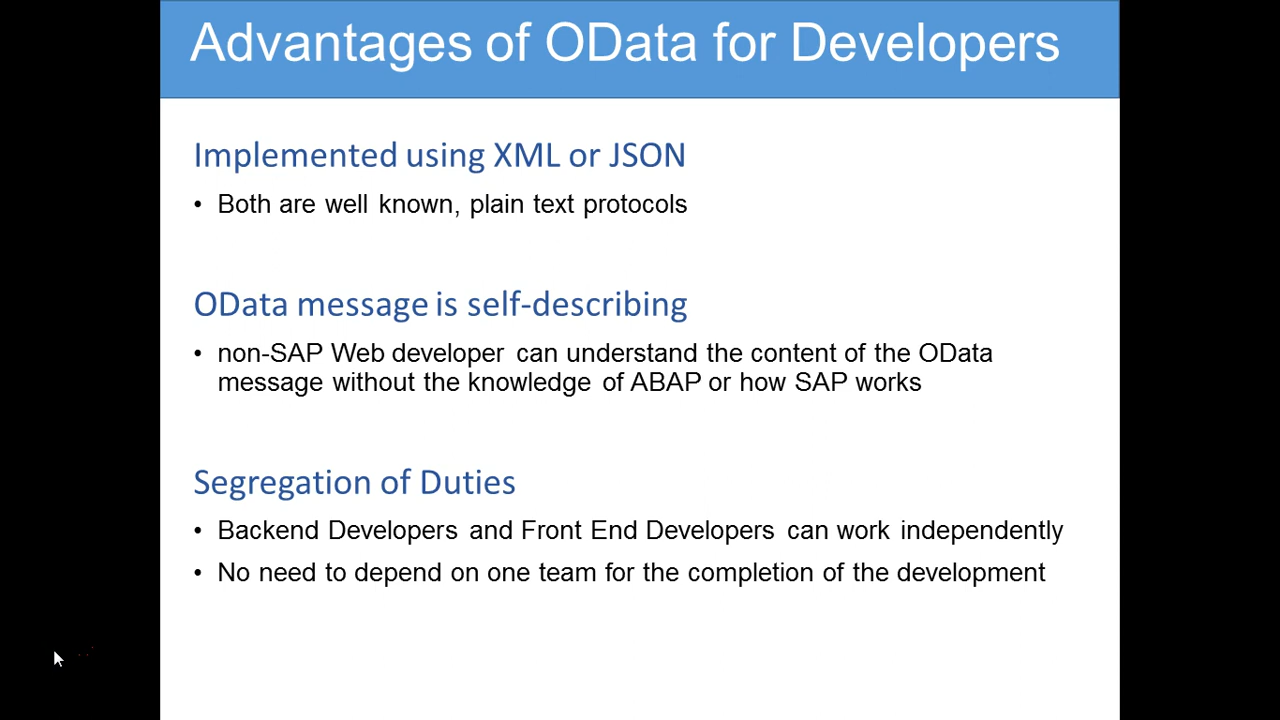 Advantages of OData for Developers
Implemented using XML or JSON
• Both are well known, plain text protocols
OData message is self-describing
• non-SAP Web developer can understand the content of the OData
message without the knowledge of ABAP or how SAP works
Segregation of Duties
• Backend Developers and Front End Developers can work independently
• No need to depend on one team for the completion of the development